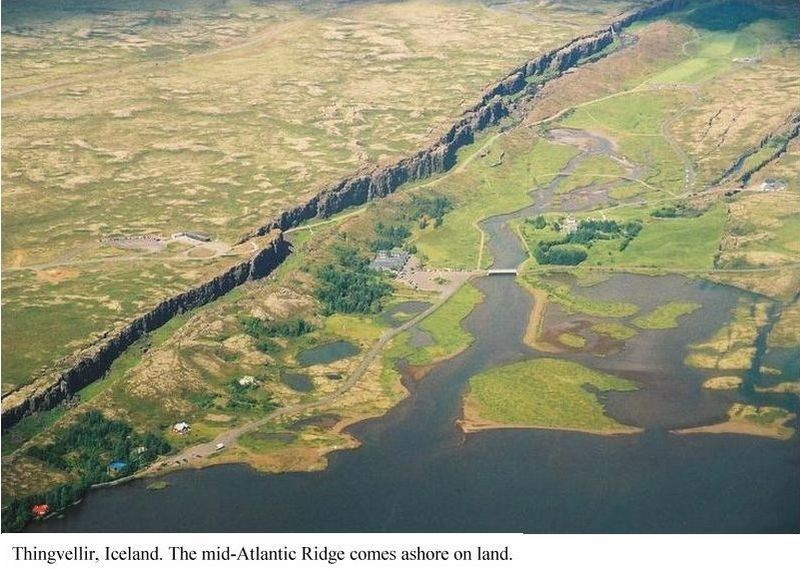 Thingvellir, Iceland. The mid-Atlantic Ridge comes ashore on land.